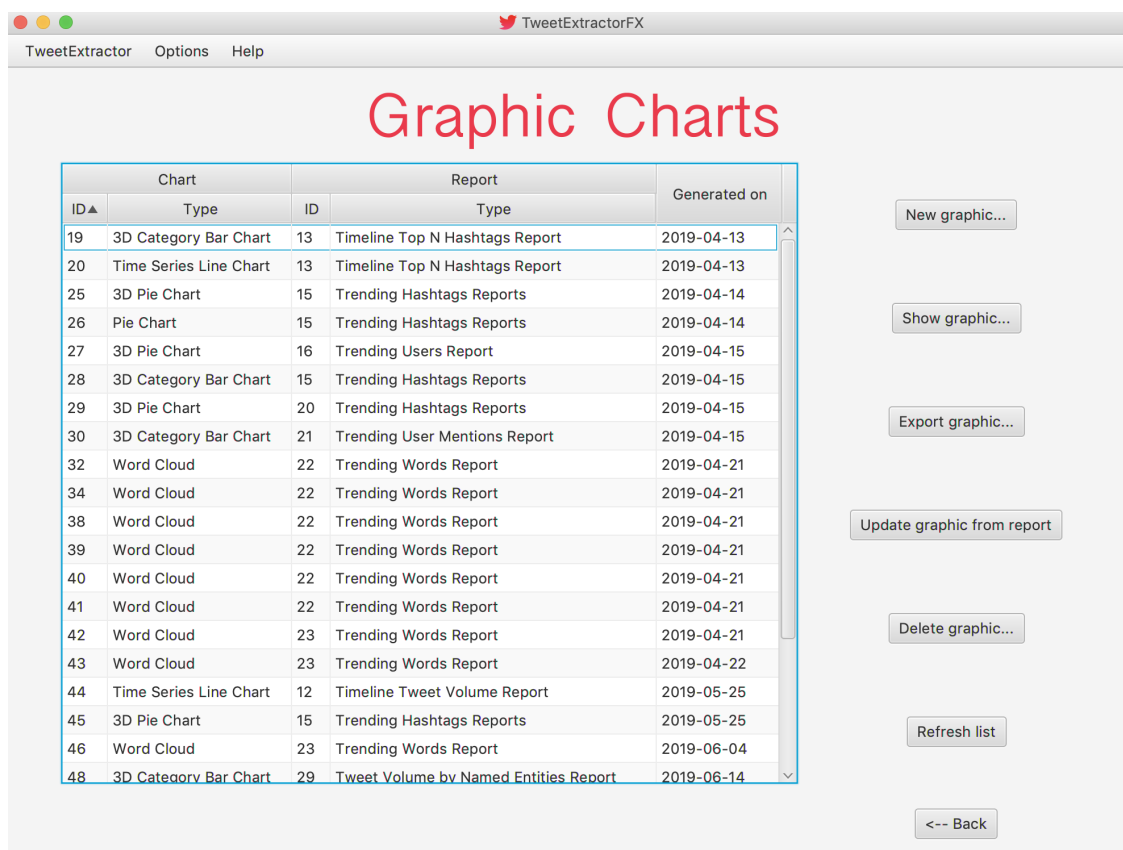 TweetExtractorFX
TweetExtractor Options Help
Graphic Charts
Chart Report Generated on
ID Type ID Type
19 3D Category Bar Chart 13 Timeline Top N Hashtags Report 2019-04-13
20 Time Series Line Chart 13 Timeline Top N Hashtags Report 2019-04-13
25 3D Pie Chart 15 Trending Hashtags Reports 2019-04-14
26 Pie Chart 15 Trending Hashtags Reports 2019-04-14
27 3D Pie Chart 16 Trending Users Report 2019-04-15
28 3D Category Bar Chart 15 Trending Hashtags Reports 2019-04-15
29 3D Pie Chart 20 Trending Hashtags Reports 2019-04-15
30 3D Category Bar Chart 21 Trending User Mentions Report 2019-04-15
32 Word Cloud 22 Trending Words Report 2019-04-21
34 Word Cloud 22 Trending Words Report 2019-04-21
38 Word Cloud 22 Trending Words Report 2019-04-21
39 Word Cloud 22 Trending Words Report 2019-04-21
40 Word Cloud 22 Trending Words Report 2019-04-21
41 Word Cloud 22 Trending Words Report 2019-04-21
42 Word Cloud 23 Trending Words Report 2019-04-21
43 Word Cloud 23 Trending Words Report 2019-04-22
44 Time Series Line Chart 12 Timeline Tweet Volume Report 2019-05-25
45 3D Pie Chart 15 Trending Hashtags Reports 2019-05-25
46 Word Cloud 23 Trending Words Report 2019-06-04
48 3D Category Bar Chart 29 Tweet Volume by Named Entities Report 2019-06-14
New graphic...
Show graphic...
Export graphic...
Update graphic from report
Delete graphic...
Refresh list
<-- Back